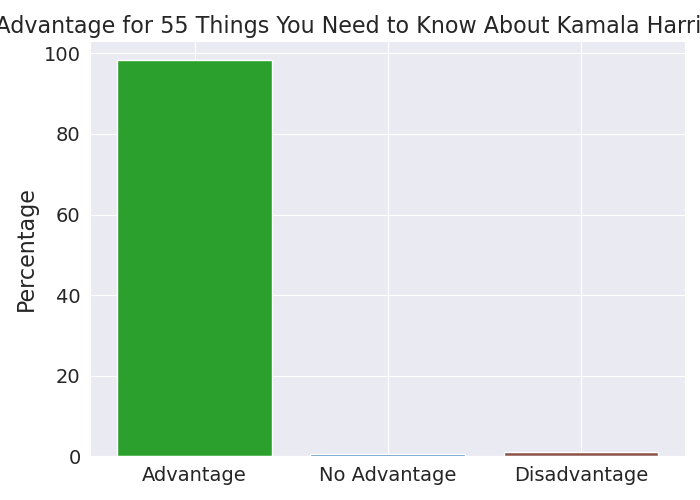 Advantage for 55 Things You Need to Know About Kamala Harri
100
80
60
40
20
0
Percentage
Advantage No Advantage Disadvantage